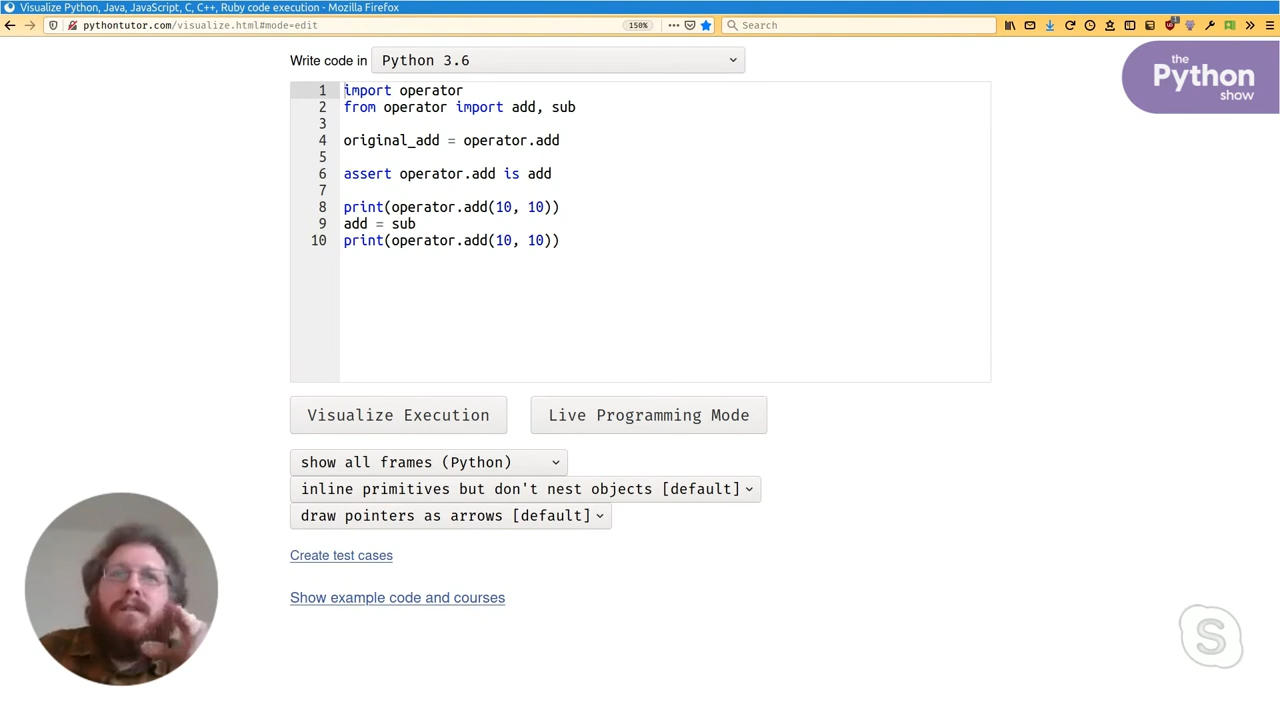 Visualize Python, Java, JavaScript, C, C++, Ruby code execution - Mozilla Firefox
pythontutor.com/visualize.html#mode=edit
150%
Search
Write code in
Python 3.6
the
Python
show
1 import operator
2 from operator import add, sub
3
4 original_add = operator.add
5
6 assert operator.add is add
7
8 print(operator.add(10, 10))
9 add = sub
10 print(operator.add(10, 10))
Visualize Execution
Live Programming Mode
show all frames (Python)
inline primitives but don't nest objects [default]
draw pointers as arrows [default]
Create test cases
Show example code and courses
S